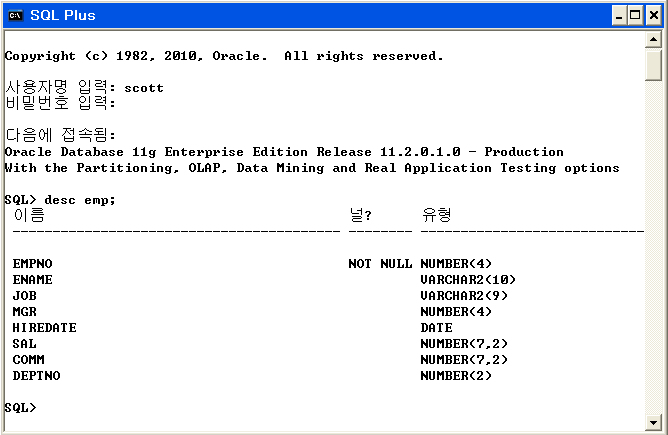 SQL Plus
Copyright (c) 1982, 2010, Oracle.  All rights reserved.
사용자명 입력: scott
비밀번호 입력:
다음에 접속됨:
Oracle Database 11g Enterprise Edition Release 11.2.0.1.0 - Production
With the Partitioning, OLAP, Data Mining and Real Application Testing options
SQL> desc emp;
이름 널? 유형
----------------------------------------- -------- ----------------------------
EMPNO NOT NULL NUMBER(4)
ENAME VARCHAR2(10)
JOB VARCHAR2(9)
MGR NUMBER(4)
HIREDATE DATE
SAL NUMBER(7,2)
COMM NUMBER(7,2)
DEPTNO NUMBER(2)
SQL>